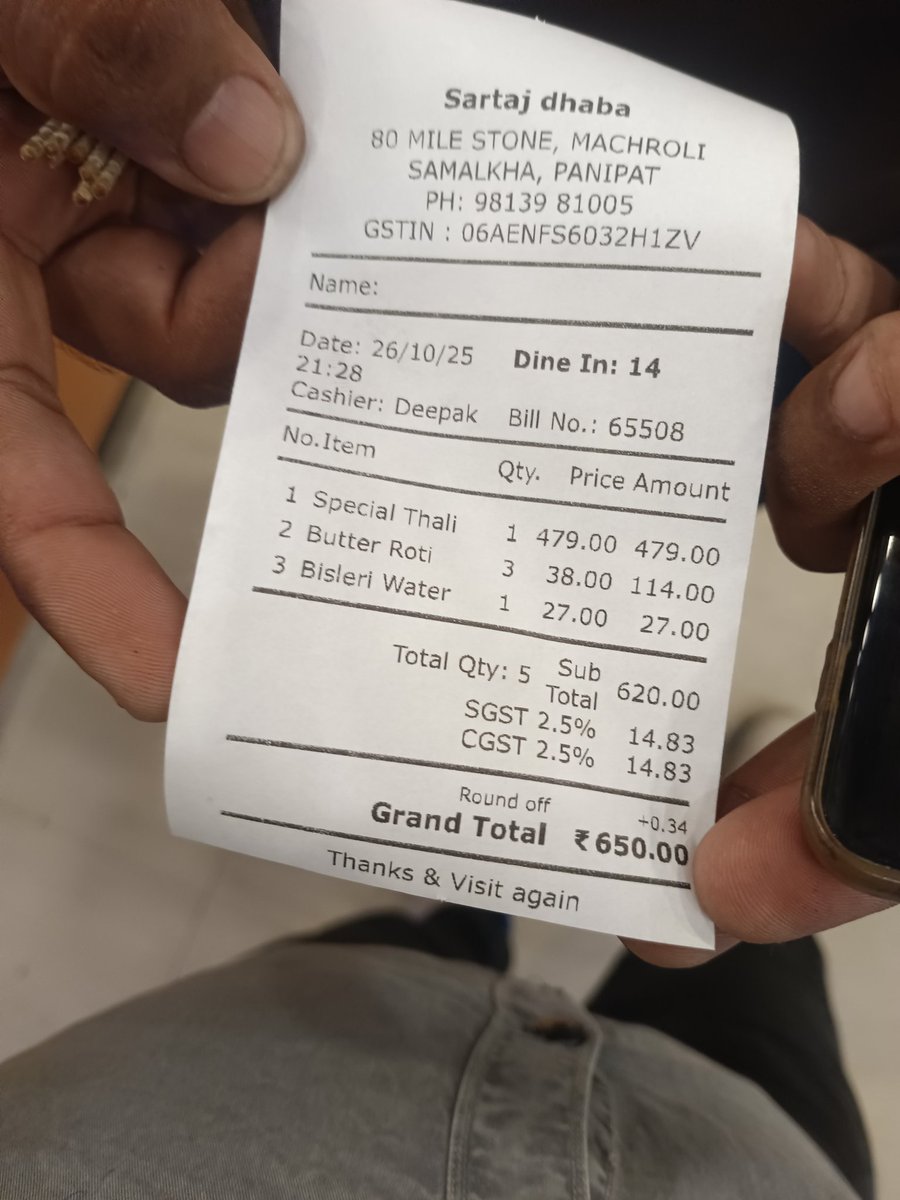 Sartaj dhaba
80 MILE STONE, MACHROLI
SAMALKHA, PANIPAT
PH: 98139 81005
GSTIN : 06AENFS6032H1ZV
Name:
Date: 26/10/25 Dine In: 14
21:28
Cashier: Deepak Bill No.: 65508
No.Item Qty. Price Amount
1 Special Thali 1 479.00 479.00
2 Butter Roti 3 38.00 114.00
3 Bisleri Water 1 27.00 27.00
Total Qty: 5 Sub Total 620.00
SGST 2.5% 14.83
CGST 2.5% 14.83
Round off +0.34
Grand Total ₹650.00
Thanks & Visit again